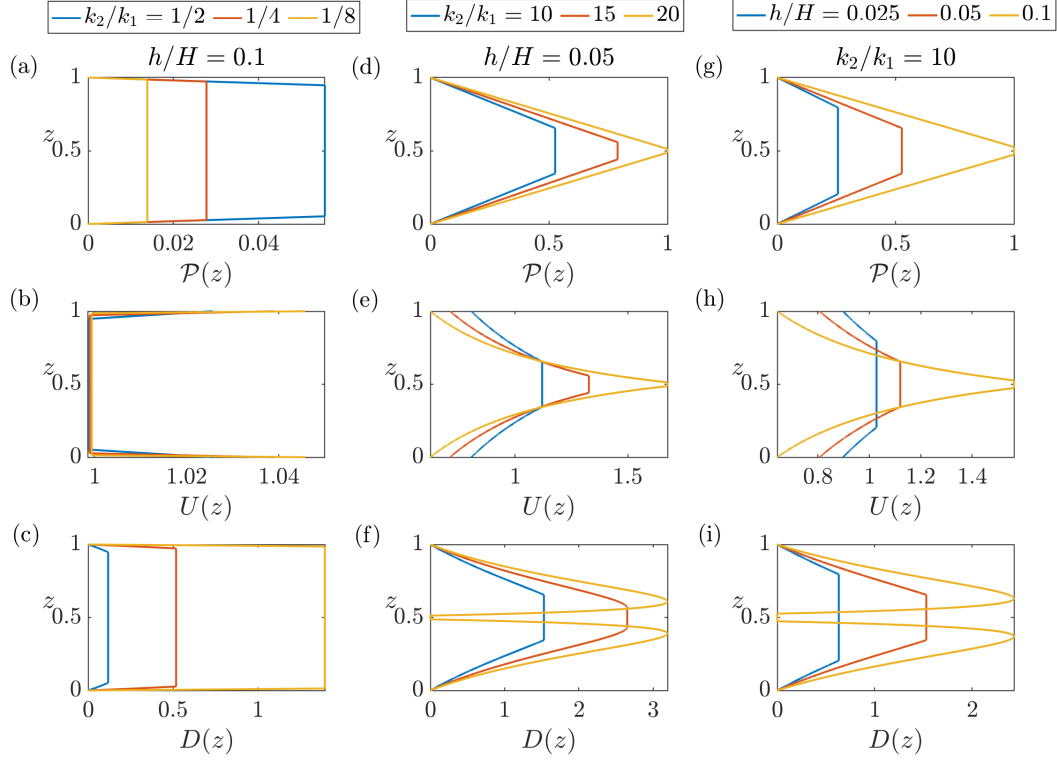 k₂/k₁ = 1/2 1/4 1/8
k₂/k₁ = 10 15 20
h/H = 0.025 0.05 0.1
(a) h/H = 0.1
1
z
0.5
0
0 0.02 0.04
𝒫(z)
(d) h/H = 0.05
1
z
0.5
0
0 0.5 1
𝒫(z)
(g) k₂/k₁ = 10
1
z
0.5
0
0 0.5 1
𝒫(z)
(b)
1
z
0.5
0
1 1.02 1.04
U(z)
(e)
1
z
0.5
0
1 1.5
U(z)
(h)
1
z
0.5
0
0.8 1 1.2 1.4
U(z)
(c)
1
z
0.5
0
0 0.5 1
D(z)
(f)
1
z
0.5
0
0 1 2 3
D(z)
(i)
1
z
0.5
0
0 1 2
D(z)